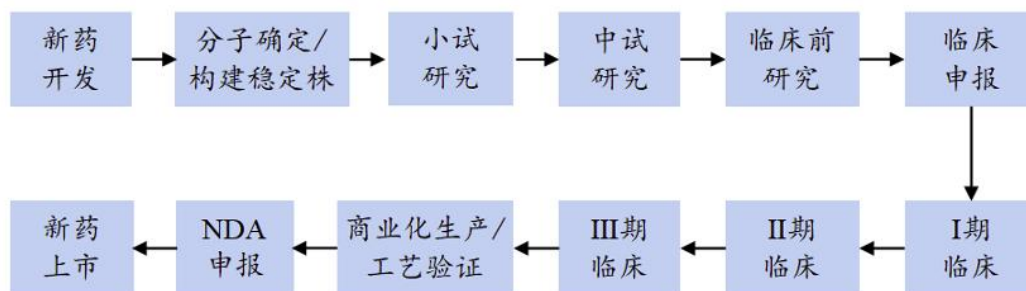 新药
开发
分子确定/
构建稳定株
小试
研究
中试
研究
临床前
研究
临床
申报
新药
上市
NDA
申报
商业化生产/
工艺验证
III期
临床
II期
临床
I期
临床